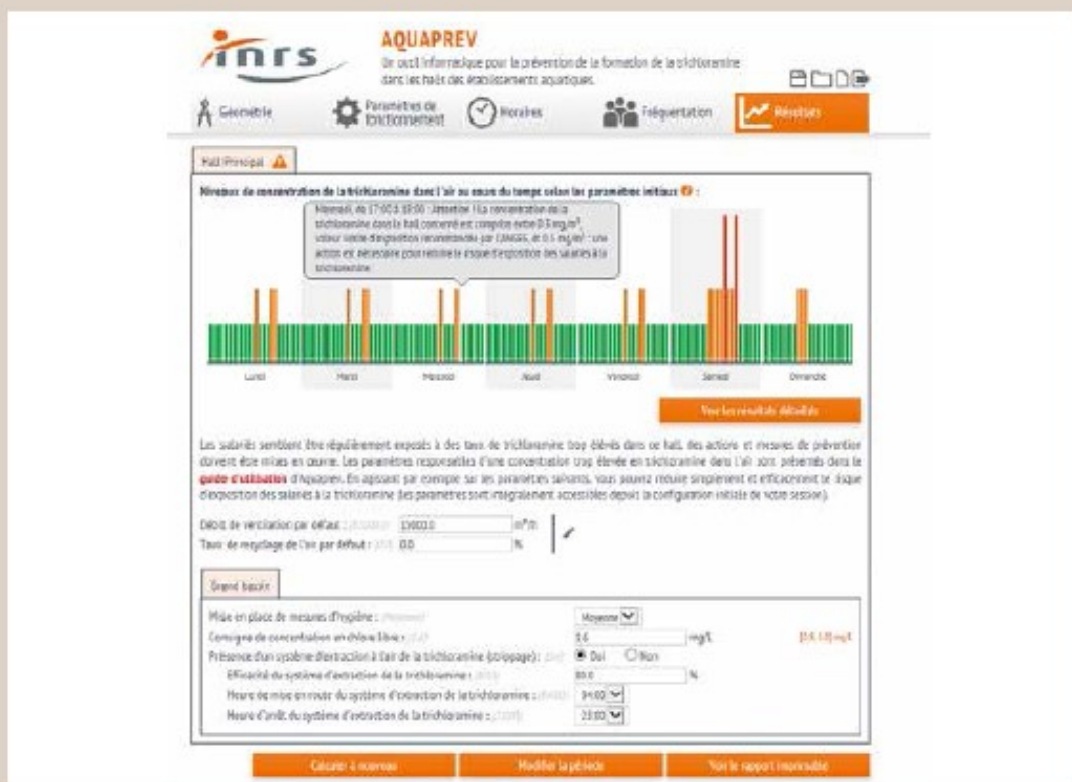 inrs
AQUAPREV
Un outil informatique pour la prévention de la formation de la trichloramine
dans les halls des établissements aquatiques.
Géométrie
Paramètres de
fonctionnement
Horaires
Fréquentation
Résultats
Hall Principal
Niveaux de concentration de la trichloramine dans l'air au cours du temps selon les paramètres initiaux :
Mercredi, de 17:00 à 18:00 : Attention ! La concentration de la
trichloramine dans le hall concerné est comprise entre 0.3 mg/m³,
valeur limite d'exposition recommandée par l'ANSES, et 0.5 mg/m³ : une
action est nécessaire pour réduire le risque d'exposition des salariés à la
trichloramine
Lundi
Mardi
Mercredi
Jeudi
Vendredi
Samedi
Dimanche
Voir les résultats détaillés
Les salariés semblent être régulièrement exposés à des taux de trichloramine trop élevés dans ce hall, des actions et mesures de prévention
doivent être mises en œuvre. Les paramètres responsables d'une concentration trop élevée en trichloramine dans l'air sont présentés dans le
guide d'utilisation d'Aquaprev. En agissant par exemple sur les paramètres suivants, vous pouvez réduire simplement et efficacement le risque
d'exposition des salariés à la trichloramine (les paramètres sont intégralement accessibles depuis la configuration initiale de votre session).
Débit de ventilation par défaut : m³/h
Taux de recyclage de l'air par défaut : 0.0 %
Grand bassin
Mise en place de mesures d'hygiène : Moyenne
Consigne de concentration en chlore libre : mg/L
Présence d'un système d'extraction à l'air de la trichloramine (strippage) : Oui Non
Efficacité du système d'extraction de la trichloramine : %
Heure de mise en route du système d'extraction de la trichloramine : 04:00
Heure d'arrêt du système d'extraction de la trichloramine : 23:00
Calculer à nouveau
Modifier la période
Voir le rapport imprimable